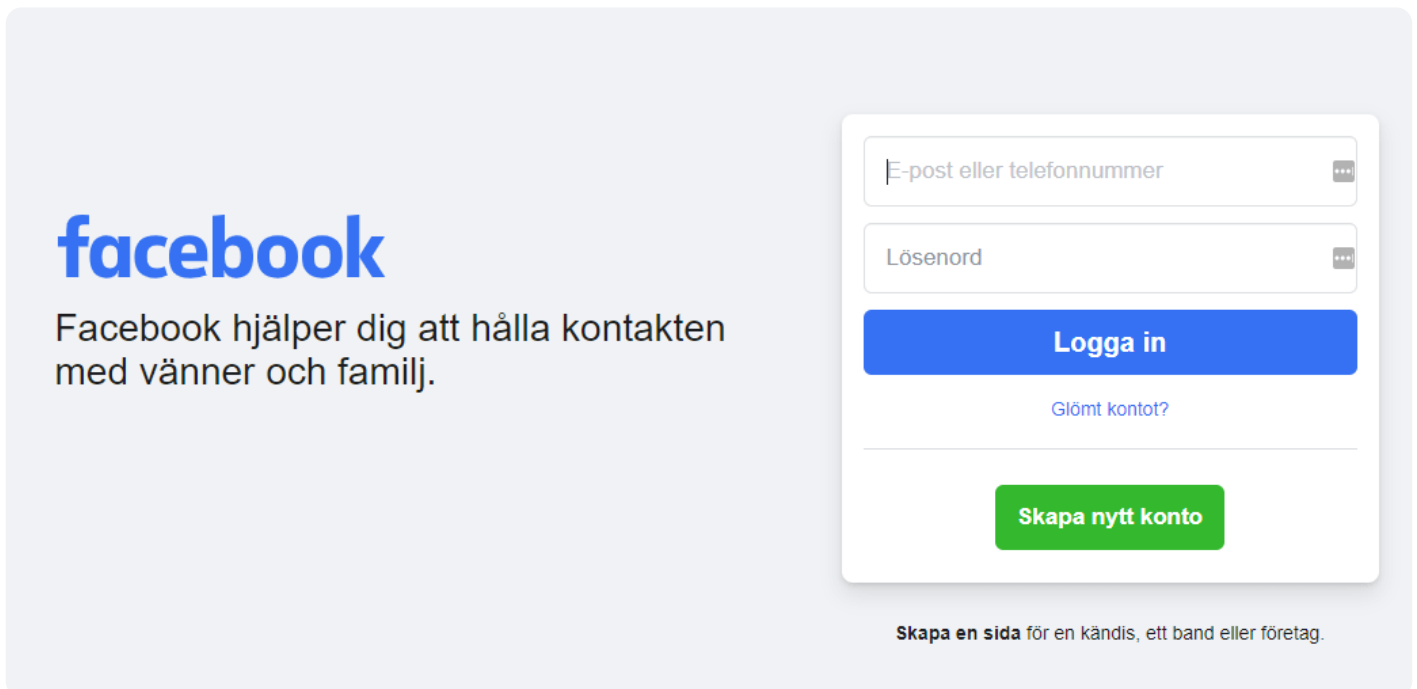 facebook
Facebook hjälper dig att hålla kontakten
med vänner och familj.
E-post eller telefonnummer
Lösenord
Logga in
Glömt kontot?
Skapa nytt konto
Skapa en sida för en kändis, ett band eller företag.